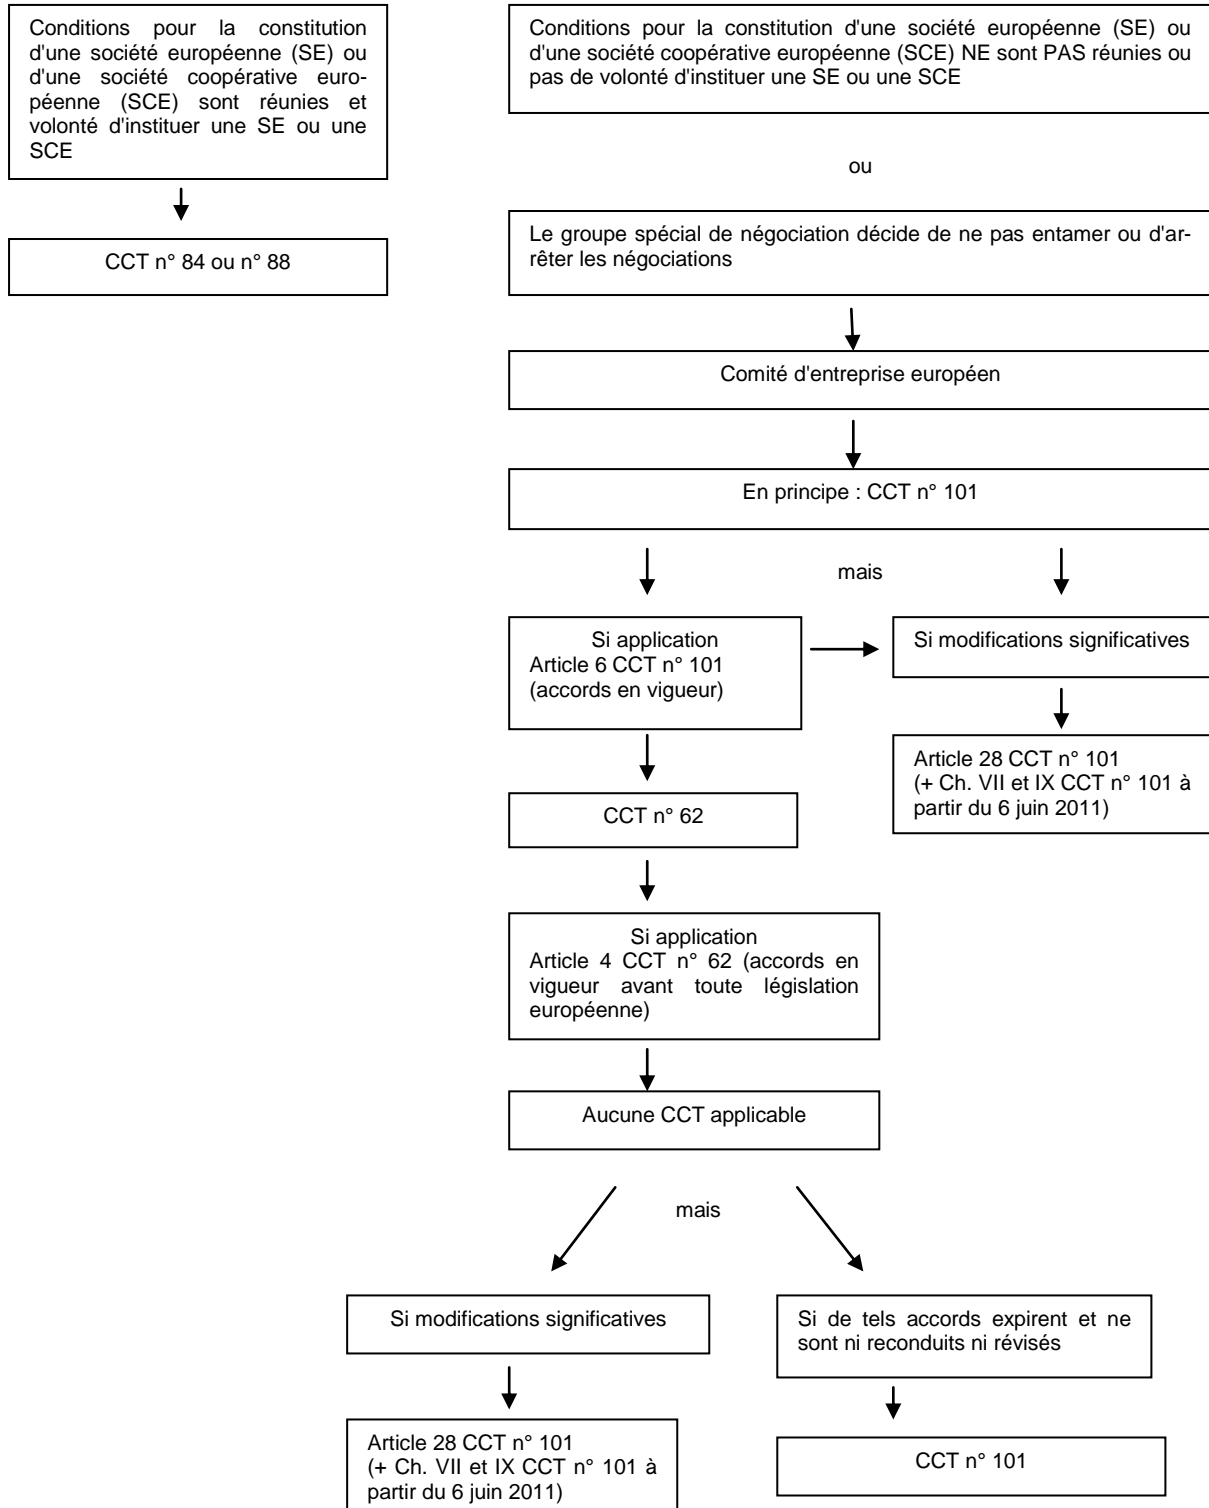 Conditions pour la constitution
d'une société européenne (SE) ou
d'une société coopérative euro-
péenne (SCE) sont réunies et
volonté d'instituer une SE ou une
SCE
CCT n° 84 ou n° 88
Conditions pour la constitution d'une société européenne (SE) ou
d'une société coopérative européenne (SCE) NE sont PAS réunies ou
pas de volonté d'instituer une SE ou une SCE
ou
Le groupe spécial de négociation décide de ne pas entamer ou d'ar-
rêter les négociations
Comité d'entreprise européen
En principe : CCT n° 101
mais
Si application
Article 6 CCT n° 101
(accords en vigueur)
Si modifications significatives
Article 28 CCT n° 101
(+ Ch. VII et IX CCT n° 101 à
partir du 6 juin 2011)
CCT n° 62
Si application
Article 4 CCT n° 62 (accords en
vigueur avant toute législation
européenne)
Aucune CCT applicable
mais
Si modifications significatives
Article 28 CCT n° 101
(+ Ch. VII et IX CCT n° 101 à
partir du 6 juin 2011)
Si de tels accords expirent et ne
sont ni reconduits ni révisés
CCT n° 101